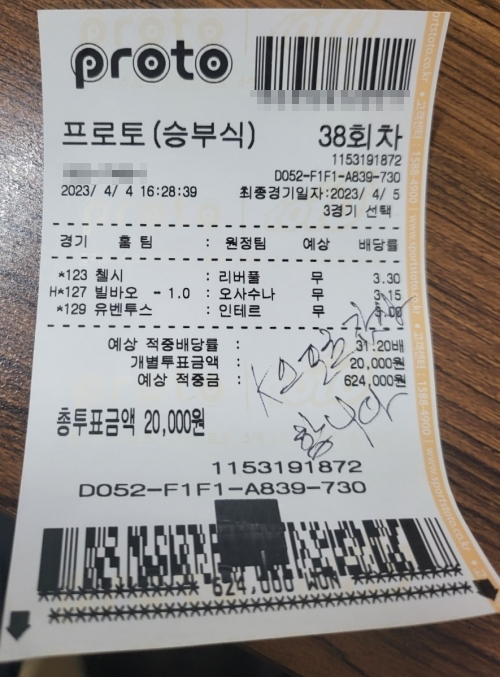 proto
프로토(승부식) 38회차
1153191872
D052-F1F1-A839-730
2023/ 4/ 4 16:28:39 최종경기일자:2023/ 4/ 5
3경기 선택
경기 홈 팀 : 원정팀 예상 배당률
*123 첼시 : 리버풀 무 3.30
H*127 빌바오 - 1.0 : 오사수나 무 3.15
*129 유벤투스 : 인테르 무 3.00
예상 적중배당률 : 31.20배
개별투표금액 : 20,000원
예상 적중금 : 624,000원
총투표금액 20,000원
1153191872
D052-F1F1-A839-730
624,000 WON